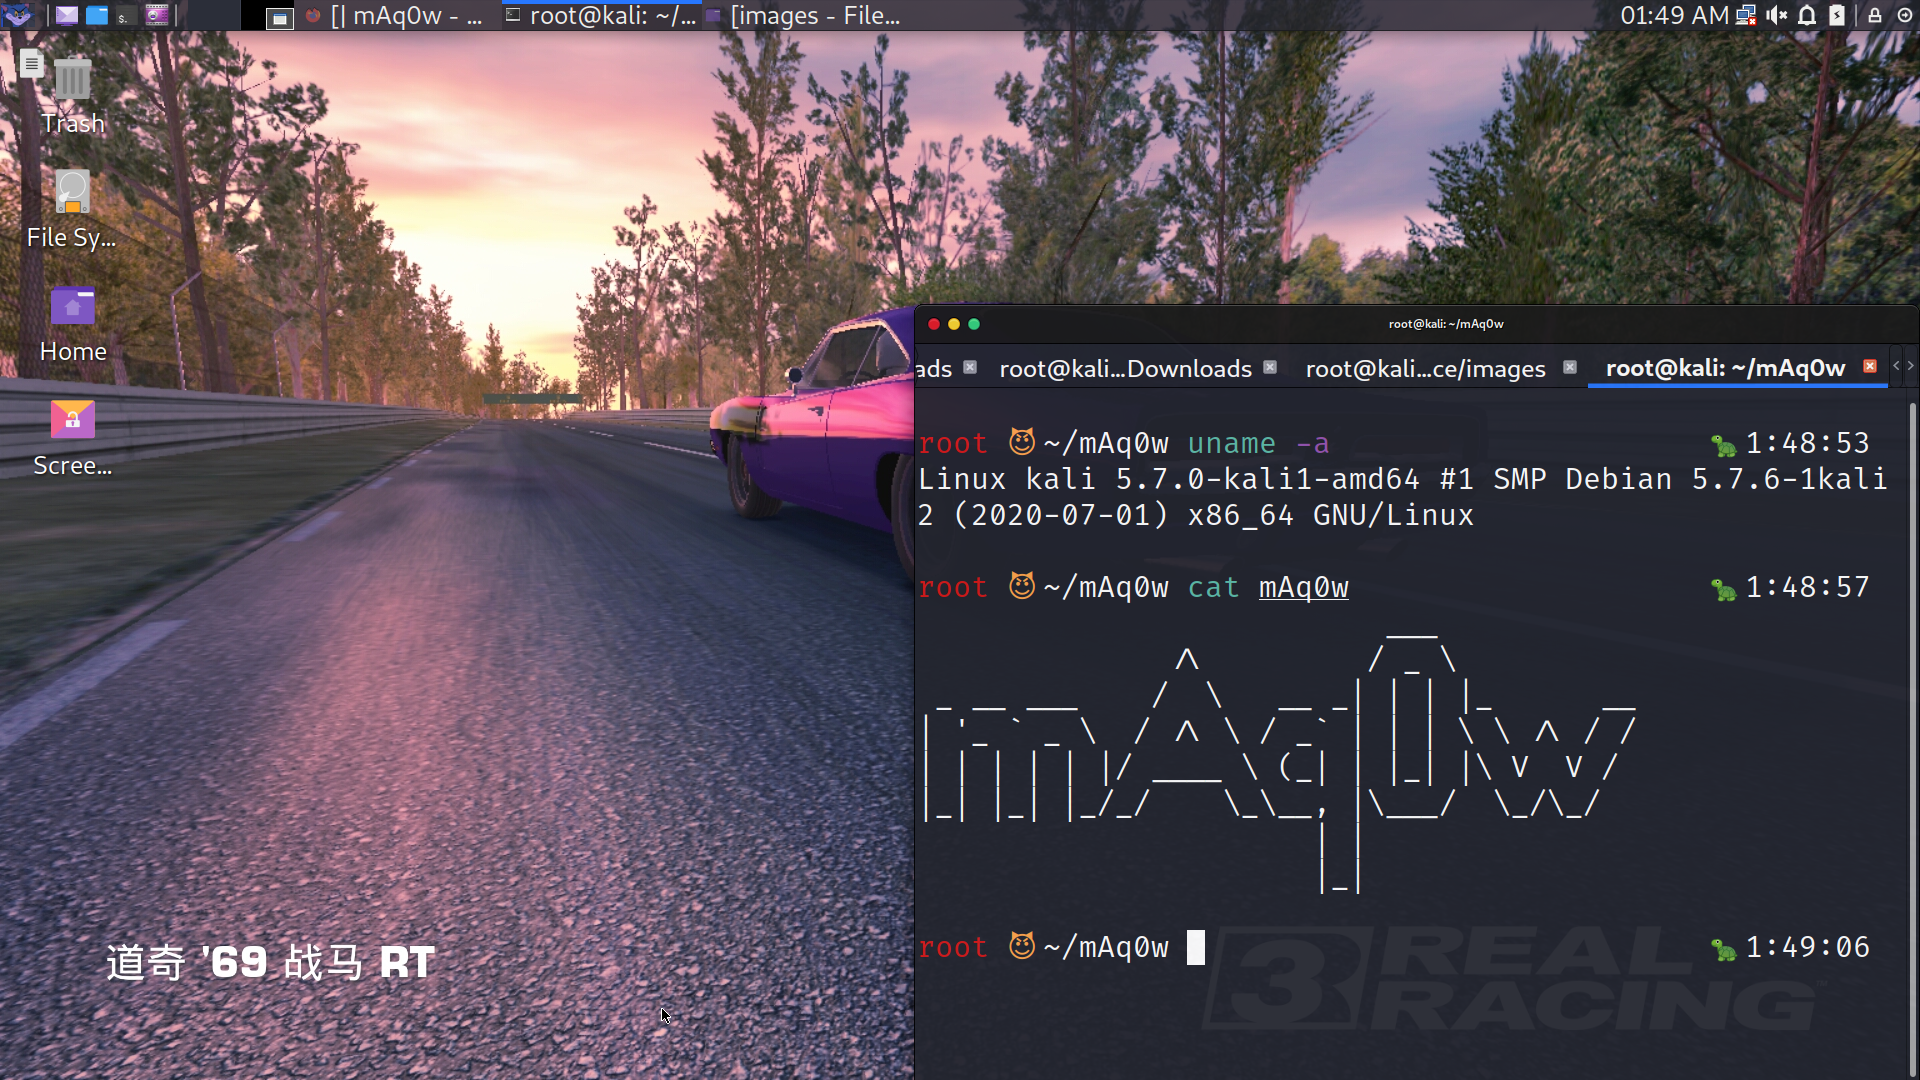 [| mAq0w - ...
root@kali: ~/...
[images - File...
01:49 AM
Trash
File Sy...
Home
Scree...
道奇 '69 战马 RT
root@kali: ~/mAq0w
ads
root@kali...Downloads
root@kali...ce/images
root@kali: ~/mAq0w
root 😈 ~/mAq0w uname -a 🐢 1:48:53
Linux kali 5.7.0-kali1-amd64 #1 SMP Debian 5.7.6-1kali
2 (2020-07-01) x86_64 GNU/Linux
root 😈 ~/mAq0w cat mAq0w 🐢 1:48:57
mAq0w
root 😈 ~/mAq0w 🐢 1:49:06
3 REAL
RACING